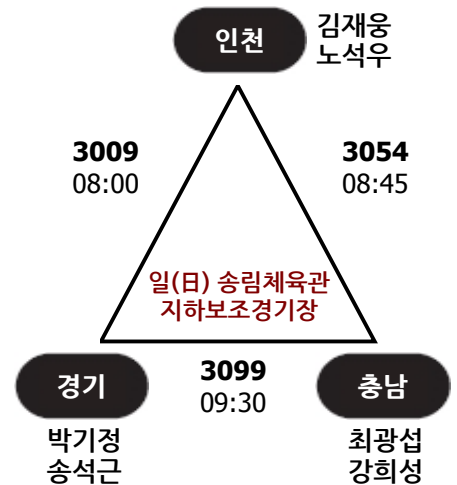 인천
김재웅
노석우
3009
08:00
3054
08:45
일(日) 송림체육관
지하보조경기장
경기
3099
09:30
충남
박기정
송석근
최광섭
강희성